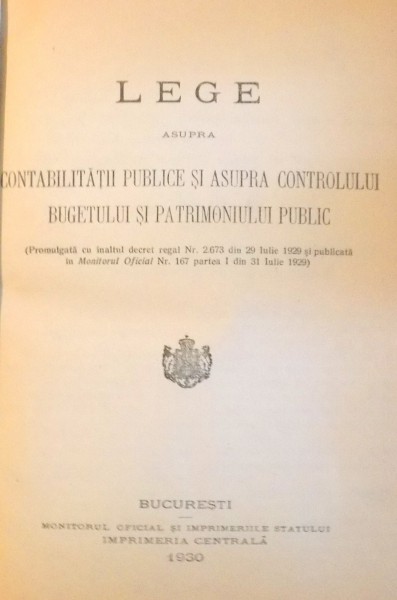 LEGE
ASUPRA
CONTABILITĂȚII PUBLICE ȘI ASUPRA CONTROLULUI
BUGETULUI ȘI PATRIMONIULUI PUBLIC
(Promulgată cu înaltul decret regal Nr. 2.673 din 29 Iulie 1929 și publicată
în Monitorul Oficial Nr. 167 partea I din 31 Iulie 1929)
BUCUREȘTI
MONITORUL OFICIAL ȘI IMPRIMERIILE STATULUI
IMPRIMERIA CENTRALĂ
1930